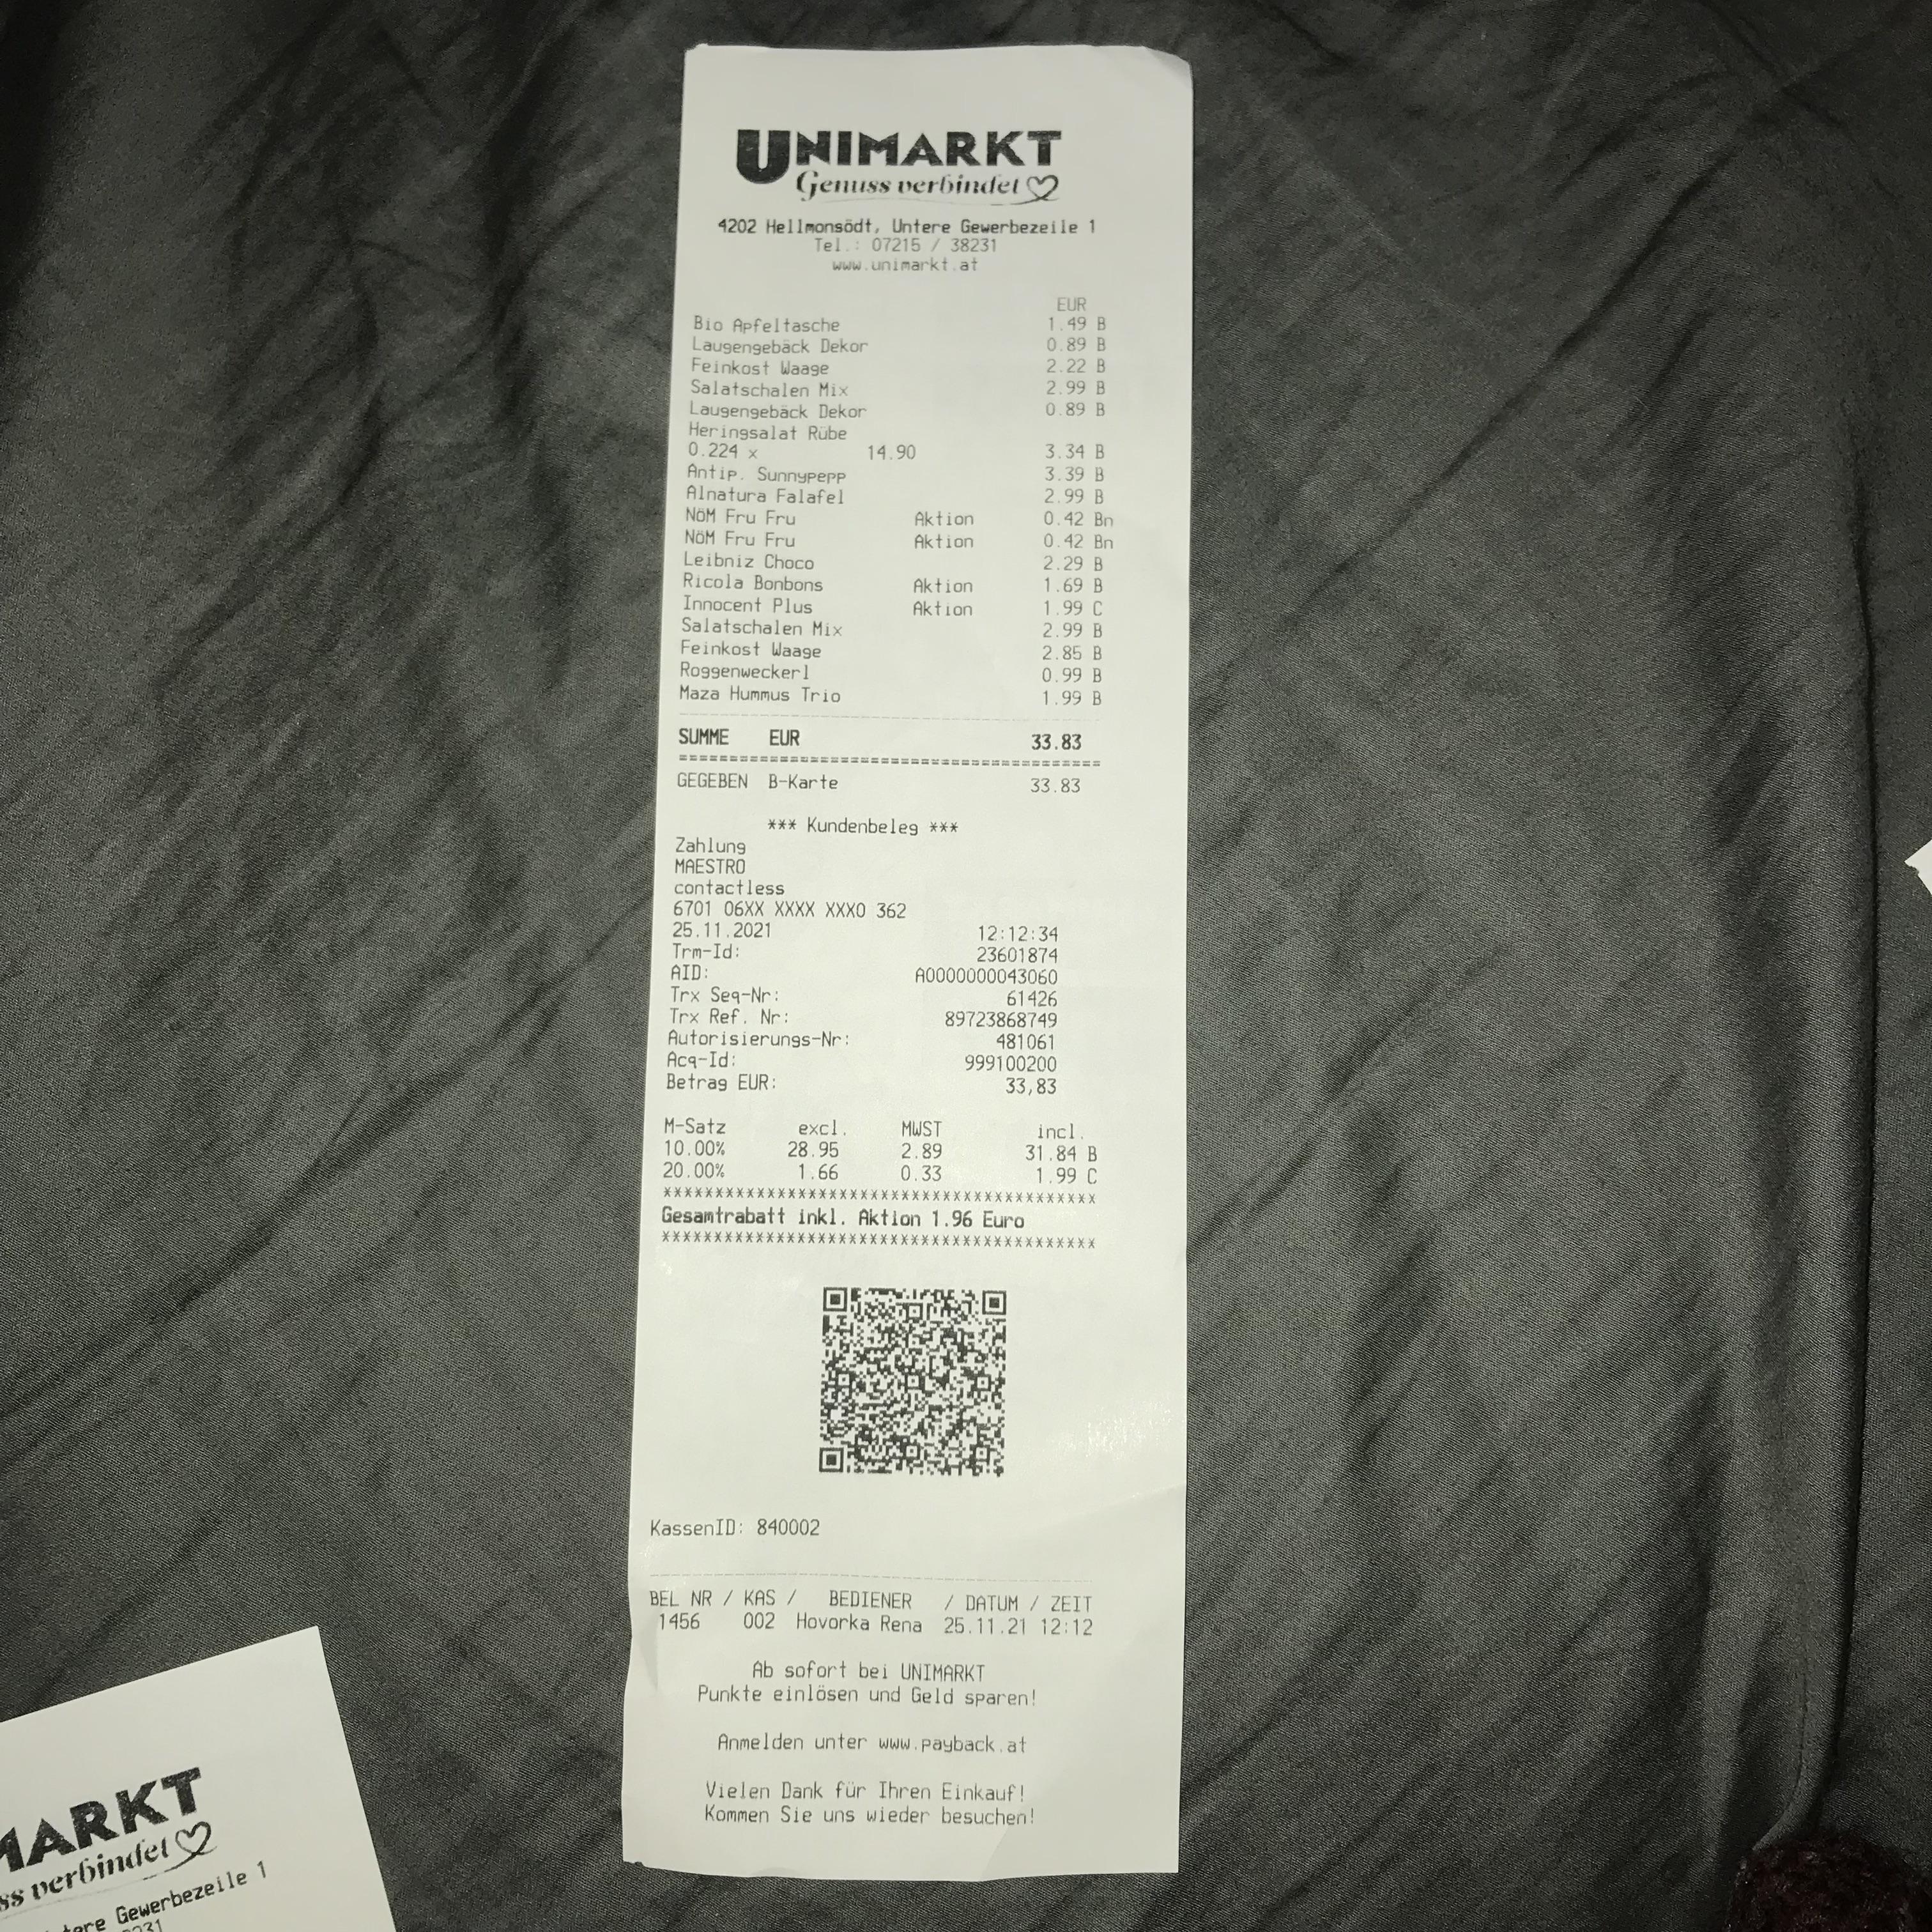 UNIMARKT
Genuss verbindet
4202 Hellmonsödt, Untere Gewerbezeile 1
Tel.: 07215 / 38231
www.unimarkt.at
EUR
Bio Apfeltasche 1.49 B
Laugengebäck Dekor 0.89 B
Feinkost Waage 2.22 B
Salatschalen Mix 2.99 B
Laugengebäck Dekor 0.89 B
Heringsalat Rübe
0.224 x 14.90 3.34 B
Antip. Sunnypepp 3.39 B
Alnatura Falafel 2.99 B
NöM Fru Fru Aktion 0.42 Bn
NöM Fru Fru Aktion 0.42 Bn
Leibniz Choco 2.29 B
Ricola Bonbons Aktion 1.69 B
Innocent Plus Aktion 1.99 C
Salatschalen Mix 2.99 B
Feinkost Waage 2.85 B
Roggenweckerl 0.99 B
Maza Hummus Trio 1.99 B
SUMME EUR 33.83
=========================================
GEGEBEN B-Karte 33.83
*** Kundenbeleg ***
Zahlung
MAESTRO
contactless
6701 06XX XXXX XXX0 362
25.11.2021 12:12:34
Trm-Id: 23601874
AID: A0000000043060
Trx Seq-Nr: 61426
Trx Ref. Nr: 89723868749
Autorisierungs-Nr: 481061
Acq-Id: 999100200
Betrag EUR: 33,83
M-Satz excl. MWST incl.
10.00% 28.95 2.89 31.84 B
20.00% 1.66 0.33 1.99 C
******************************************
Gesamtrabatt inkl. Aktion 1.96 Euro
******************************************
KassenID: 840002
BEL NR / KAS / BEDIENER / DATUM / ZEIT
1456 002 Hovorka Rena 25.11.21 12:12
Ab sofort bei UNIMARKT
Punkte einlösen und Geld sparen!
Anmelden unter www.payback.at
Vielen Dank für Ihren Einkauf!
Kommen Sie uns wieder besuchen!
MARKT
ss verbindet
tere Gewerbezeile 1